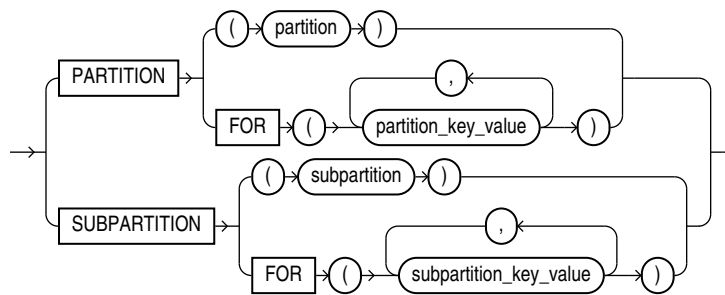 ( partition )
PARTITION
,
FOR ( partition_key_value )
( subpartition )
SUBPARTITION
,
FOR ( subpartition_key_value )